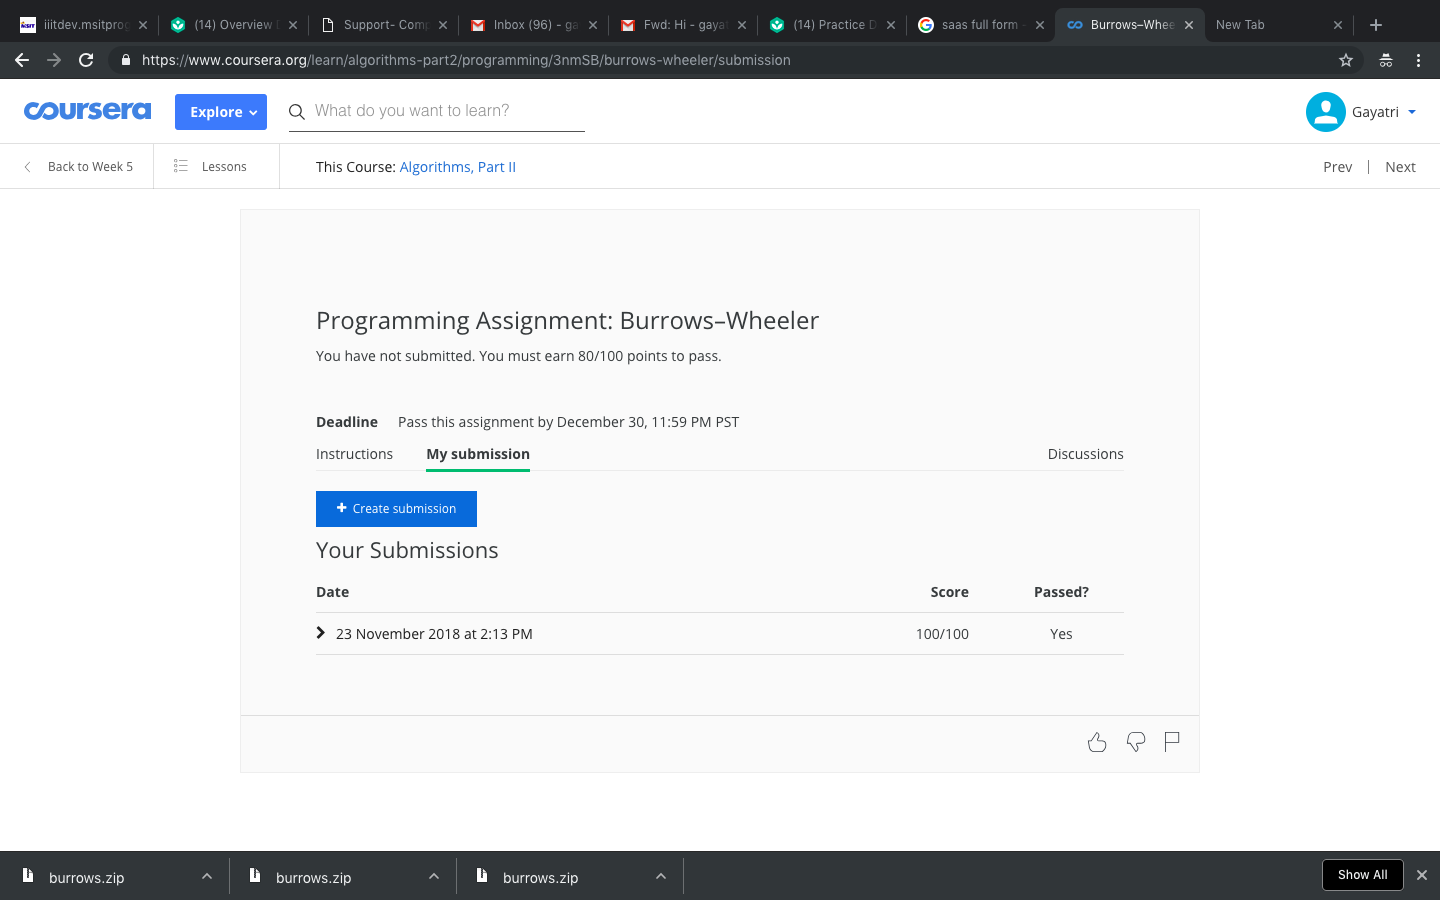 iiitdev.msitprog
(14) Overview
Support- Comp
Inbox (96) - ga
Fwd: Hi - gayat
(14) Practice D
saas full form -
Burrows–Whee
New Tab
https://www.coursera.org/learn/algorithms-part2/programming/3nmSB/burrows-wheeler/submission
coursera
Explore
What do you want to learn?
Gayatri
Back to Week 5
Lessons
This Course: Algorithms, Part II
Prev | Next
Programming Assignment: Burrows–Wheeler
You have not submitted. You must earn 80/100 points to pass.
Deadline Pass this assignment by December 30, 11:59 PM PST
Instructions My submission Discussions
+ Create submission
Your Submissions
Date Score Passed?
23 November 2018 at 2:13 PM 100/100 Yes
burrows.zip
burrows.zip
burrows.zip
Show All